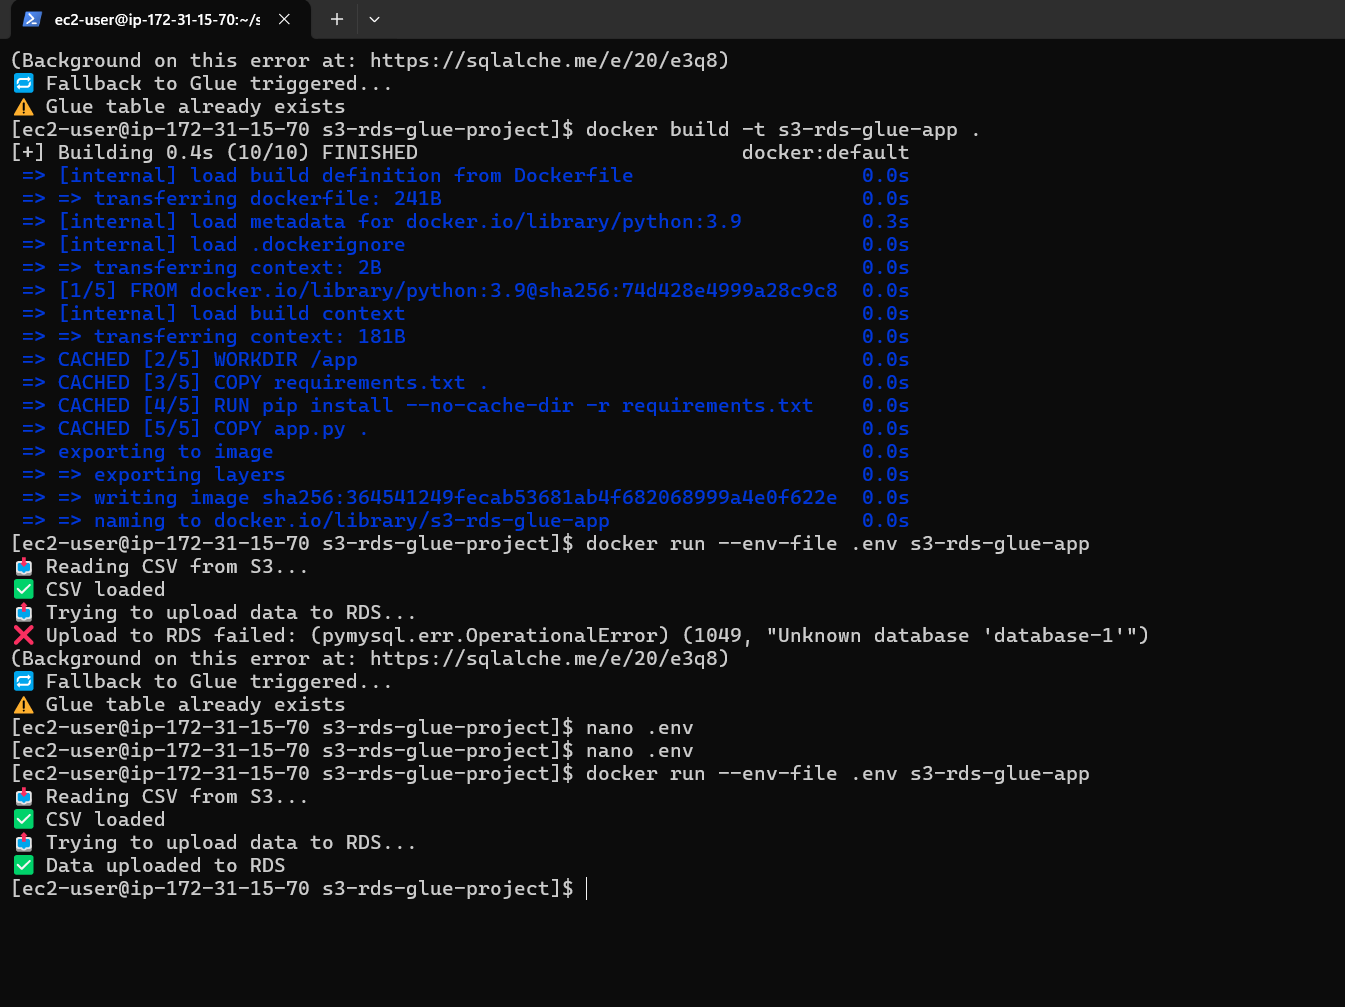 ec2-user@ip-172-31-15-70:~/s
(Background on this error at: https://sqlalche.me/e/20/e3q8)
🔁 Fallback to Glue triggered...
⚠️ Glue table already exists
[ec2-user@ip-172-31-15-70 s3-rds-glue-project]$ docker build -t s3-rds-glue-app .
[+] Building 0.4s (10/10) FINISHED docker:default
=> [internal] load build definition from Dockerfile 0.0s
=> => transferring dockerfile: 241B 0.0s
=> [internal] load metadata for docker.io/library/python:3.9 0.3s
=> [internal] load .dockerignore 0.0s
=> => transferring context: 2B 0.0s
=> [1/5] FROM docker.io/library/python:3.9@sha256:74d428e4999a28c9c8 0.0s
=> [internal] load build context 0.0s
=> => transferring context: 181B 0.0s
=> CACHED [2/5] WORKDIR /app 0.0s
=> CACHED [3/5] COPY requirements.txt . 0.0s
=> CACHED [4/5] RUN pip install --no-cache-dir -r requirements.txt 0.0s
=> CACHED [5/5] COPY app.py . 0.0s
=> exporting to image 0.0s
=> => exporting layers 0.0s
=> => writing image sha256:364541249fecab53681ab4f682068999a4e0f622e 0.0s
=> => naming to docker.io/library/s3-rds-glue-app 0.0s
[ec2-user@ip-172-31-15-70 s3-rds-glue-project]$ docker run --env-file .env s3-rds-glue-app
📥 Reading CSV from S3...
✅ CSV loaded
📤 Trying to upload data to RDS...
❌ Upload to RDS failed: (pymysql.err.OperationalError) (1049, "Unknown database 'database-1'")
(Background on this error at: https://sqlalche.me/e/20/e3q8)
🔁 Fallback to Glue triggered...
⚠️ Glue table already exists
[ec2-user@ip-172-31-15-70 s3-rds-glue-project]$ nano .env
[ec2-user@ip-172-31-15-70 s3-rds-glue-project]$ nano .env
[ec2-user@ip-172-31-15-70 s3-rds-glue-project]$ docker run --env-file .env s3-rds-glue-app
📥 Reading CSV from S3...
✅ CSV loaded
📤 Trying to upload data to RDS...
✅ Data uploaded to RDS
[ec2-user@ip-172-31-15-70 s3-rds-glue-project]$